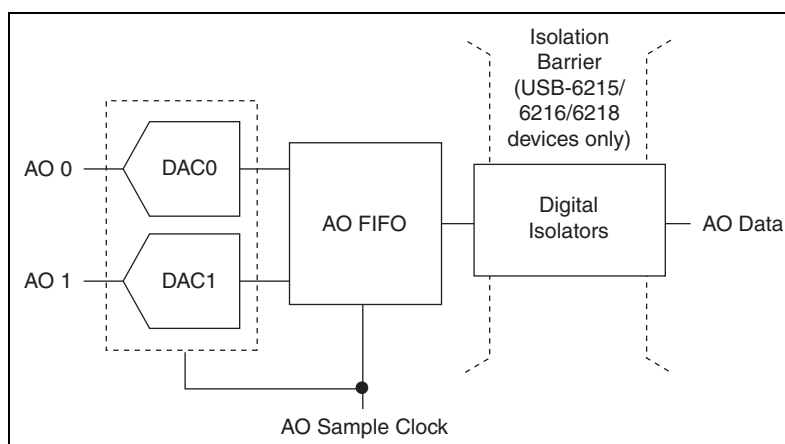 Isolation
Barrier
(USB-6215/
6216/6218
devices only)
AO 0
DAC0
AO FIFO
Digital
Isolators
AO Data
AO 1
DAC1
AO Sample Clock